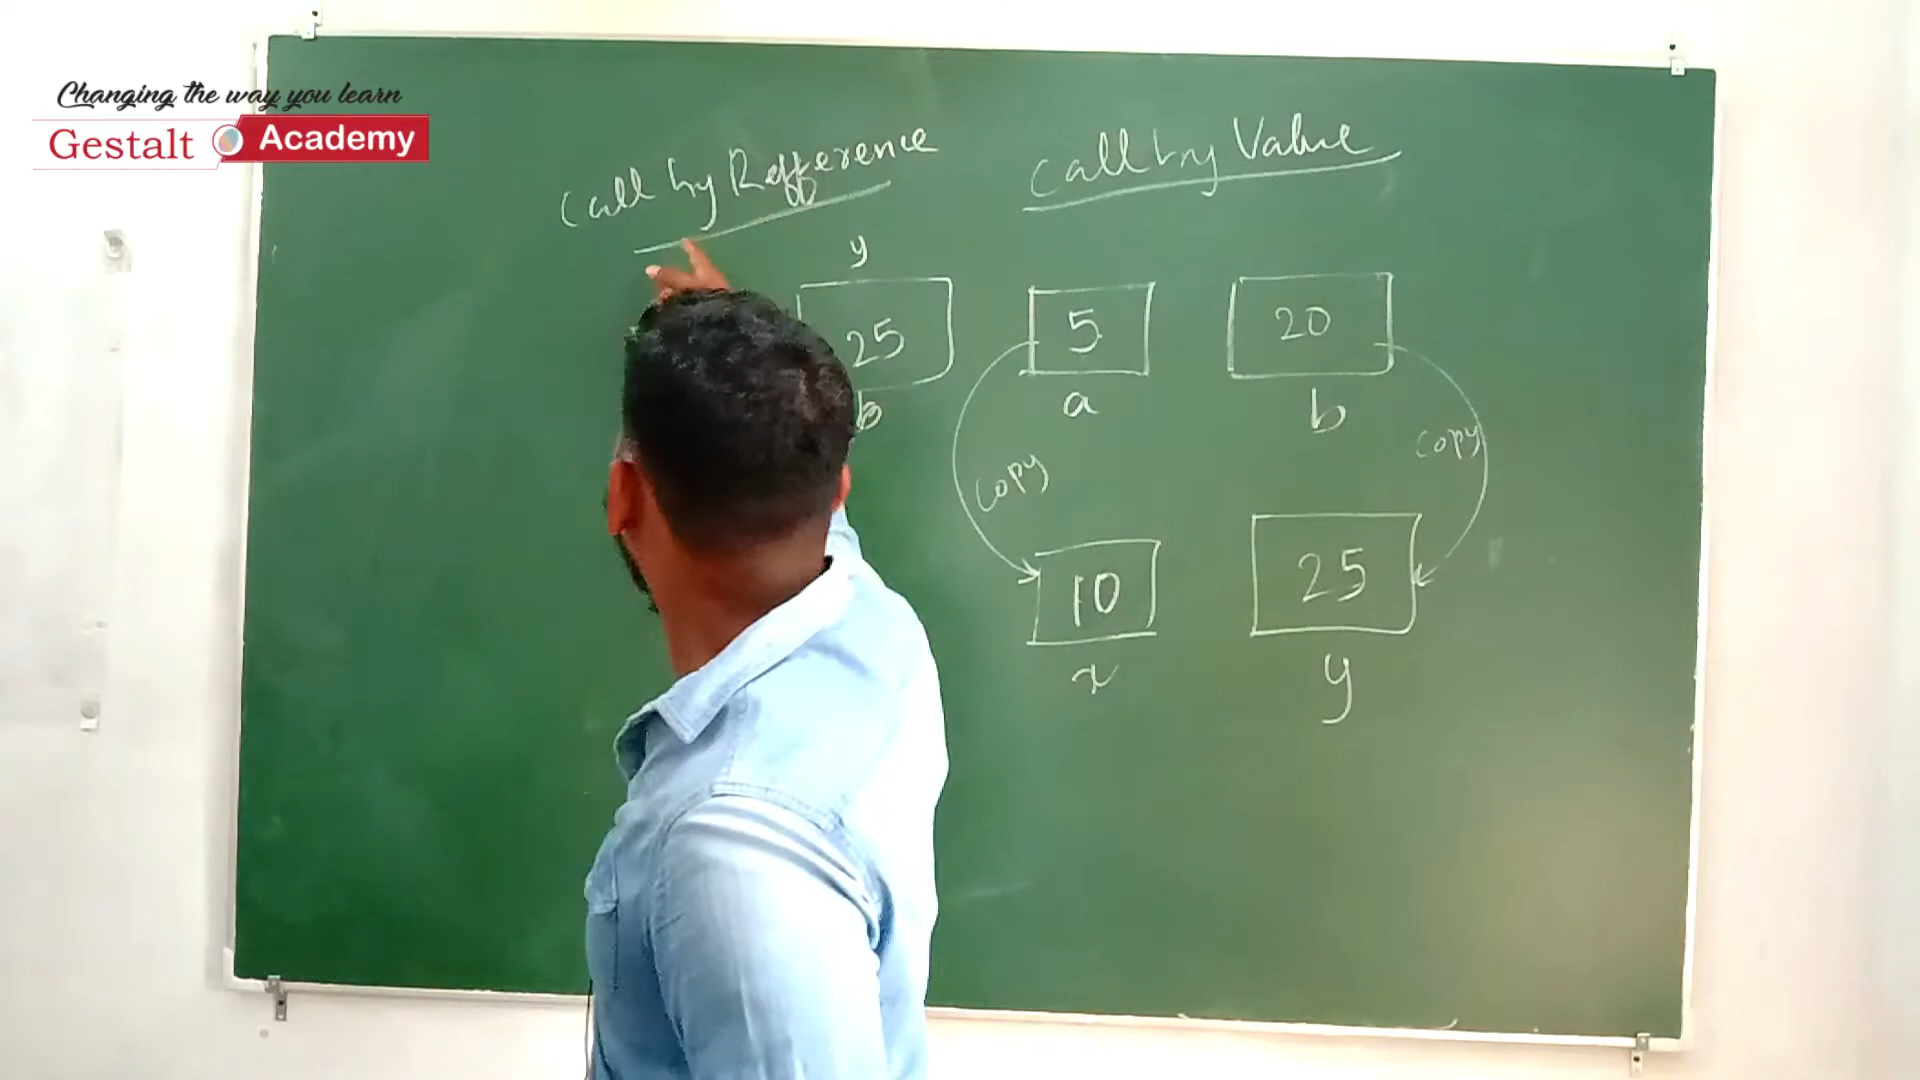 Changing the way you learn
Gestalt Academy
Call by Refference
y
25
b
Call by Value
5
20
a
b
copy
copy
10
25
x
y